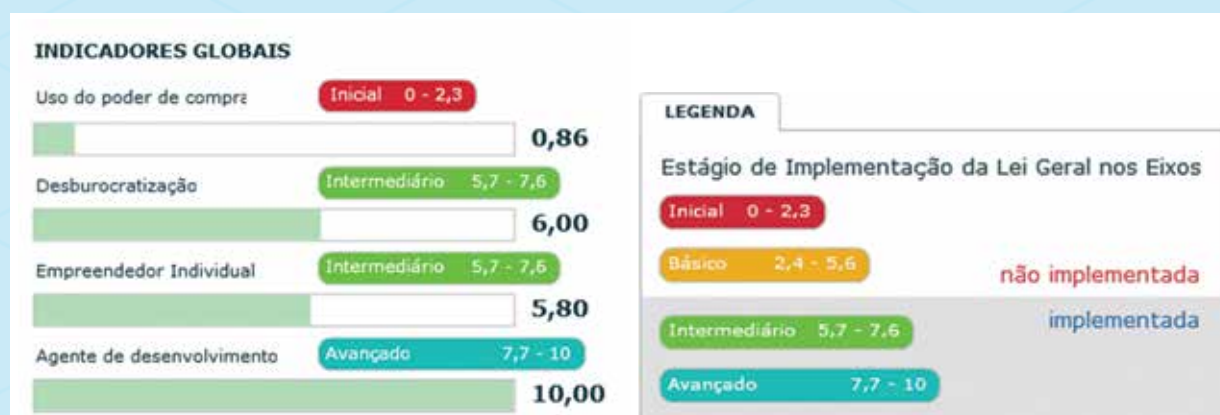 INDICADORES GLOBAIS
Uso do poder de compra
Inicial 0 - 2,3
0,86
Desburocratização
Intermediário 5,7 - 7,6
6,00
Empreendedor Individual
Intermediário 5,7 - 7,6
5,80
Agente de desenvolvimento
Avançado 7,7 - 10
10,00
LEGENDA
Estágio de Implementação da Lei Geral nos Eixos
Inicial 0 - 2,3
Básico 2,4 - 5,6
não implementada
implementada
Intermediário 5,7 - 7,6
Avançado 7,7 - 10